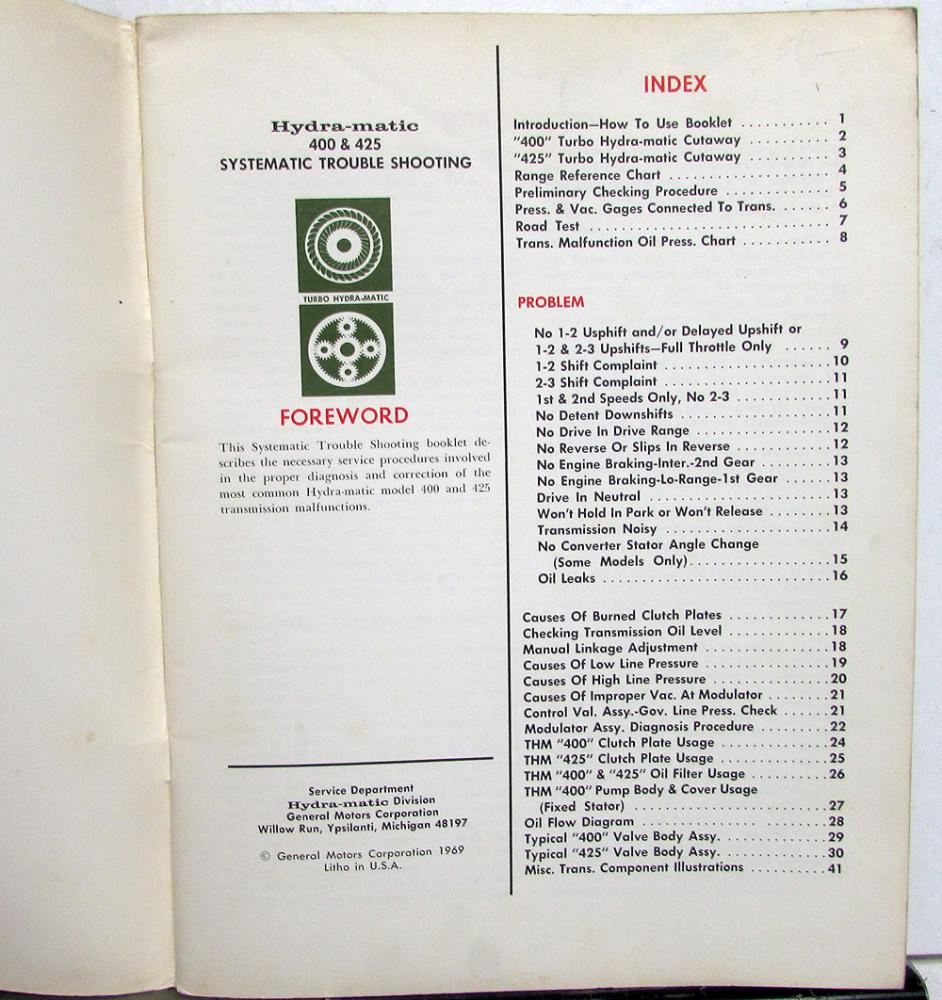 Hydra-matic
400 & 425
SYSTEMATIC TROUBLE SHOOTING
TURBO HYDRA-MATIC
FOREWORD
This Systematic Trouble Shooting booklet de-
scribes the necessary service procedures involved
in the proper diagnosis and correction of the
most common Hydra-matic model 400 and 425
transmission malfunctions.
Service Department
Hydra-matic Division
General Motors Corporation
Willow Run, Ypsilanti, Michigan 48197
© General Motors Corporation 1969
Litho in U.S.A.
INDEX
Introduction—How To Use Booklet ........... 1
"400" Turbo Hydra-matic Cutaway .......... 2
"425" Turbo Hydra-matic Cutaway .......... 3
Range Reference Chart .................... 4
Preliminary Checking Procedure ............. 5
Press. & Vac. Gages Connected To Trans. ...... 6
Road Test .............................. 7
Trans. Malfunction Oil Press. Chart .......... 8
PROBLEM
No 1-2 Usphift and/or Delayed Upshift or
1-2 & 2-3 Upshifts—Full Throttle Only ...... 9
1-2 Shift Complaint .................... 10
2-3 Shift Complaint .................... 11
1st & 2nd Speeds Only, No 2-3 ........... 11
No Detent Downshifts .................. 11
No Drive In Drive Range ................ 12
No Reverse Or Slips In Reverse ........... 12
No Engine Braking-Inter.-2nd Gear ........ 13
No Engine Braking-Lo-Range-1st Gear ...... 13
Drive In Neutral ....................... 13
Won't Hold In Park or Won't Release ....... 13
Transmission Noisy .................... 14
No Converter Stator Angle Change
(Some Models Only).................. 15
Oil Leaks ............................ 16
Causes Of Burned Clutch Plates ............ 17
Checking Transmission Oil Level ............ 18
Manual Linkage Adjustment ............... 18
Causes Of Low Line Pressure .............. 19
Causes Of High Line Pressure .............. 20
Causes Of Improper Vac. At Modulator ....... 21
Control Val. Assy.-Gov. Line Press. Check ..... 21
Modulator Assy. Diagnosis Procedure ........ 22
THM "400" Clutch Plate Usage ............. 24
THM "425" Clutch Plate Usage ............. 25
THM "400" & "425" Oil Filter Usage ........ 26
THM "400" Pump Body & Cover Usage
(Fixed Stator) ....................... 27
Oil Flow Diagram ....................... 28
Typical "400" Valve Body Assy. ............ 29
Typical "425" Valve Body Assy. ............ 30
Misc. Trans. Component Illustrations ......... 41